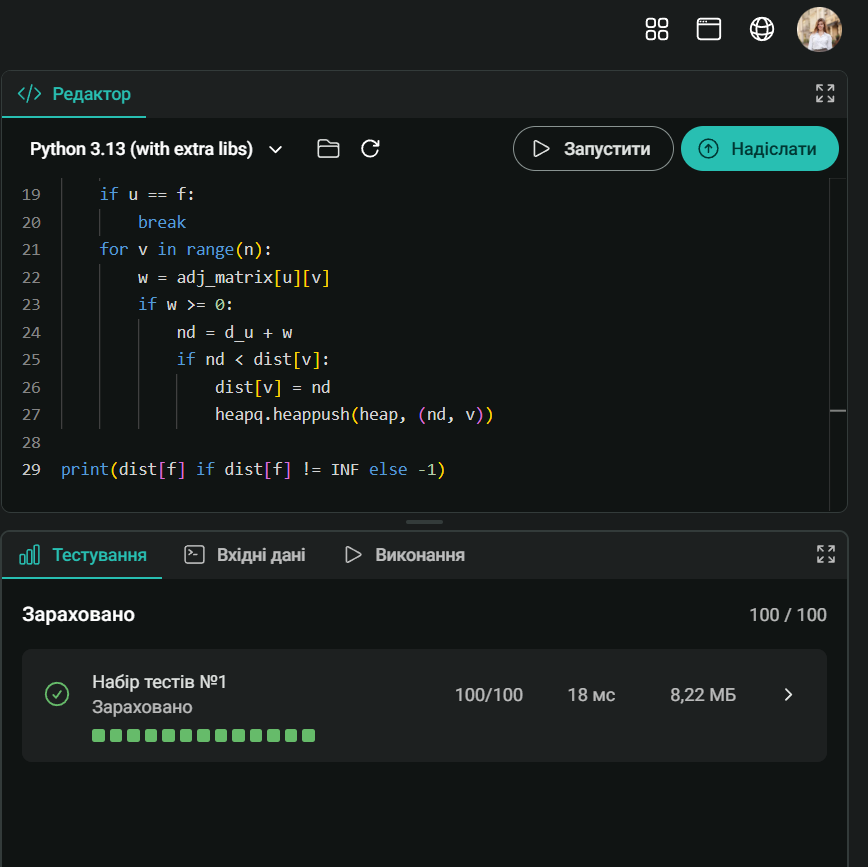 </> Редактор
Python 3.13 (with extra libs)
Запустити
Надіслати
19 if u == f:
20 break
21 for v in range(n):
22 w = adj_matrix[u][v]
23 if w >= 0:
24 nd = d_u + w
25 if nd < dist[v]:
26 dist[v] = nd
27 heapq.heappush(heap, (nd, v))
28
29 print(dist[f] if dist[f] != INF else -1)
Тестування Вхідні дані Виконання
Зараховано 100 / 100
Набір тестів №1
Зараховано
100/100 18 мс 8,22 МБ